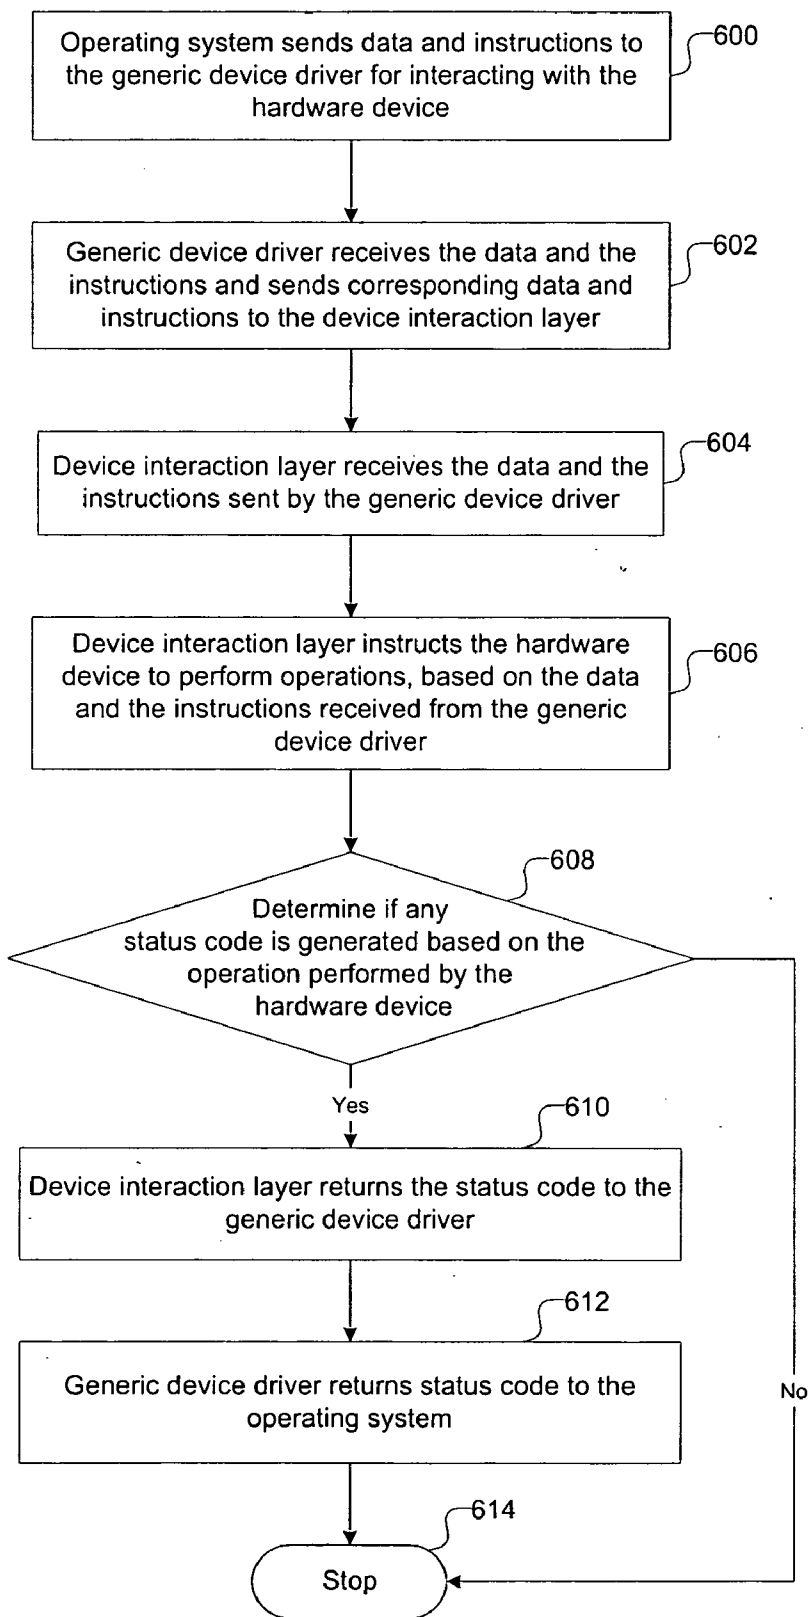 Operating system sends data and instructions to
the generic device driver for interacting with the
hardware device
600
Generic device driver receives the data and the
instructions and sends corresponding data and
instructions to the device interaction layer
602
Device interaction layer receives the data and the
instructions sent by the generic device driver
604
Device interaction layer instructs the hardware
device to perform operations, based on the data
and the instructions received from the generic
device driver
606
608
Determine if any
status code is generated based on the
operation performed by the
hardware device
Yes
610
Device interaction layer returns the status code to the
generic device driver
612
Generic device driver returns status code to the
operating system
No
614
Stop